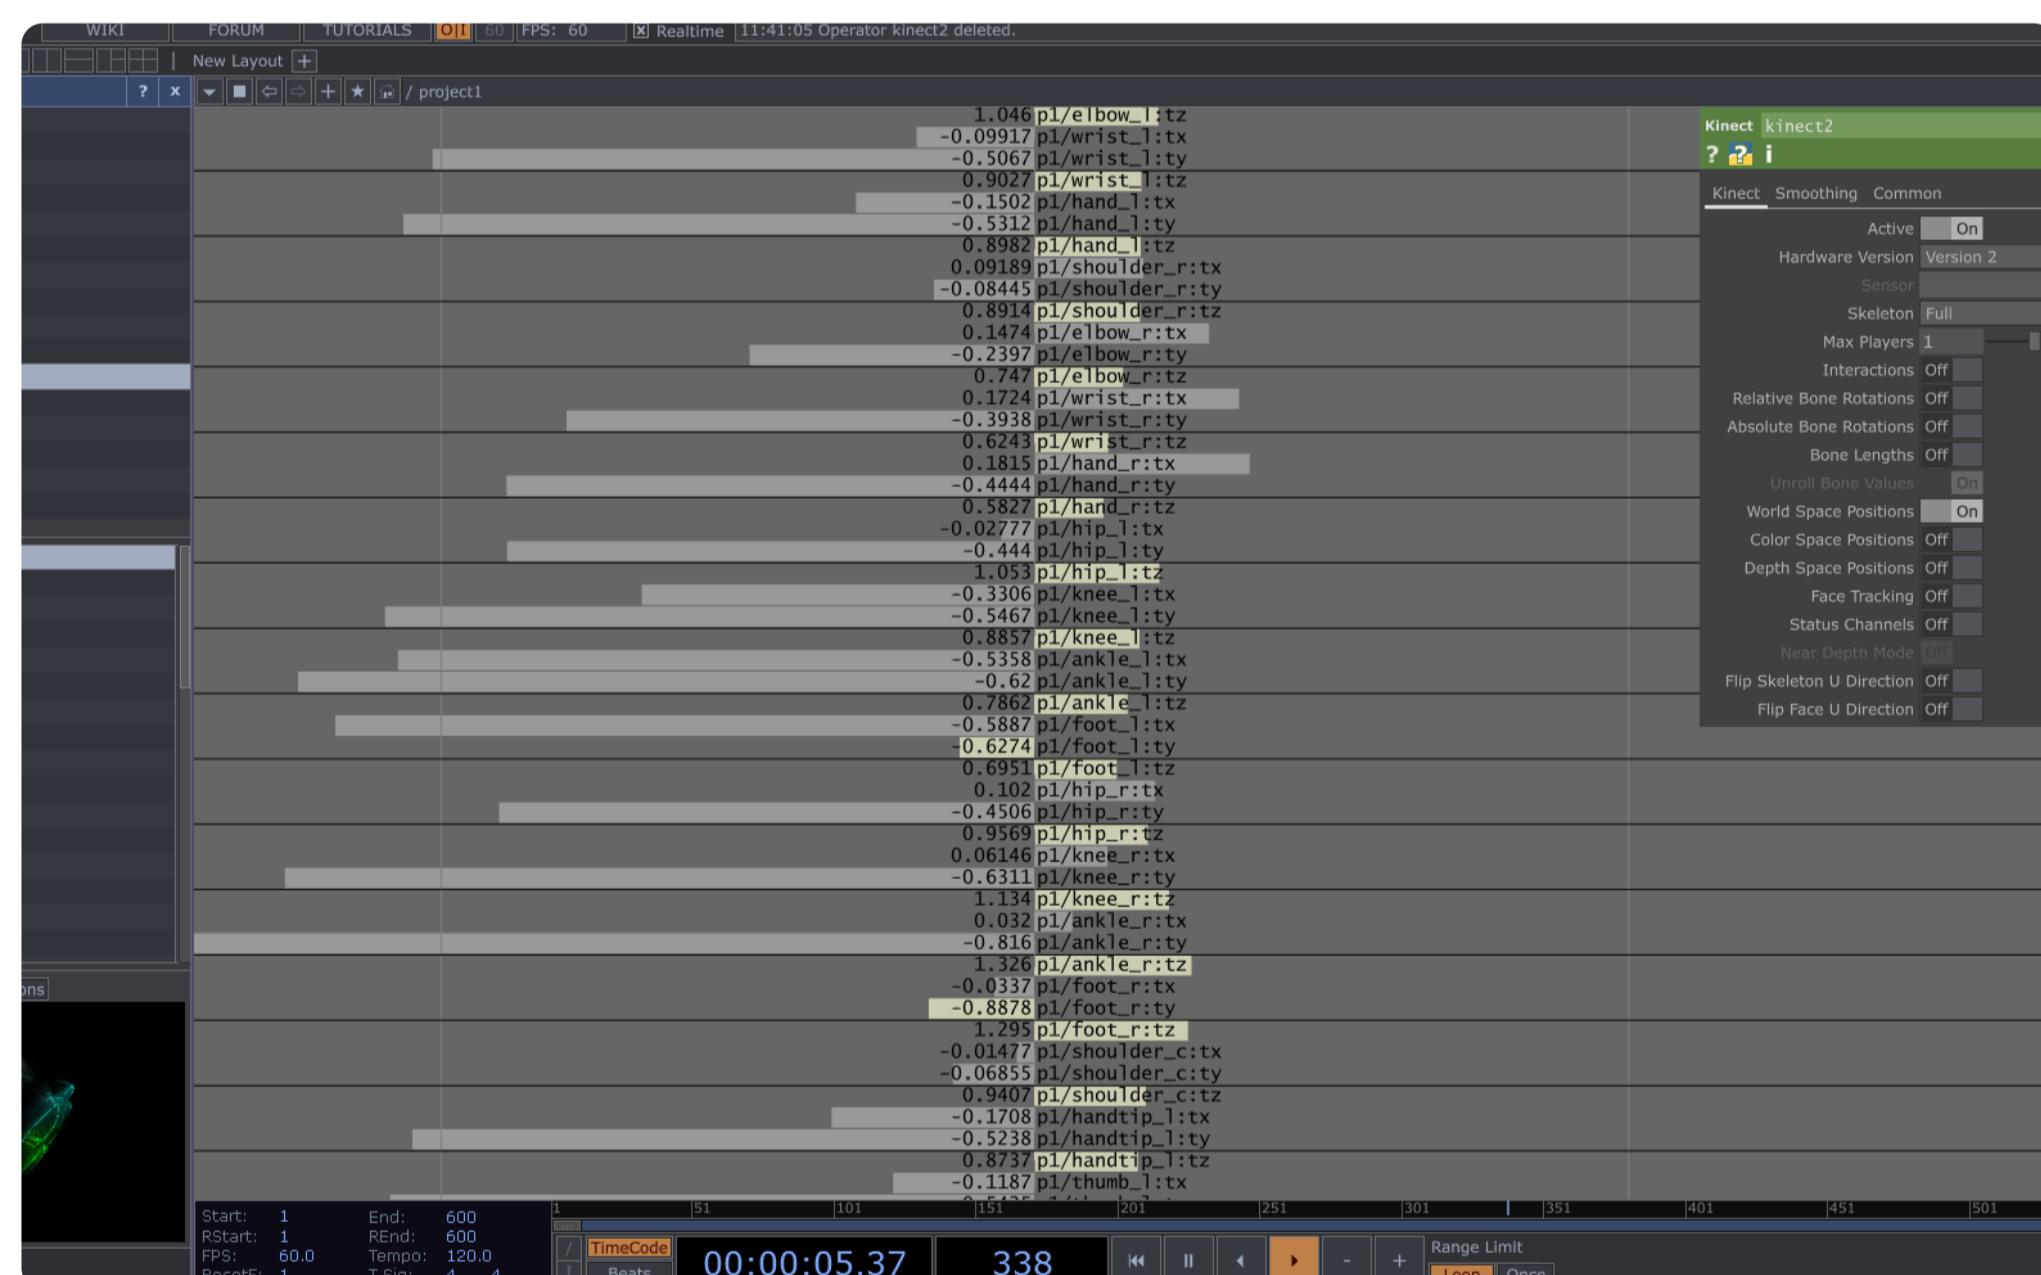 WIKI FORUM TUTORIALS O|I 60 FPS: 60 Realtime 11:41:05 Operator kinect2 deleted.
New Layout +
? x / project1
1.046 p1/elbow_l:tz
-0.09917 p1/wrist_l:tx
-0.5067 p1/wrist_l:ty
0.9027 p1/wrist_l:tz
-0.1502 p1/hand_l:tx
-0.5312 p1/hand_l:ty
0.8982 p1/hand_l:tz
0.09189 p1/shoulder_r:tx
-0.08445 p1/shoulder_r:ty
0.8914 p1/shoulder_r:tz
0.1474 p1/elbow_r:tx
-0.2397 p1/elbow_r:ty
0.747 p1/elbow_r:tz
0.1724 p1/wrist_r:tx
-0.3938 p1/wrist_r:ty
0.6243 p1/wrist_r:tz
0.1815 p1/hand_r:tx
-0.4444 p1/hand_r:ty
0.5827 p1/hand_r:tz
-0.02777 p1/hip_l:tx
-0.444 p1/hip_l:ty
1.053 p1/hip_l:tz
-0.3306 p1/knee_l:tx
-0.5467 p1/knee_l:ty
0.8857 p1/knee_l:tz
-0.5358 p1/ankle_l:tx
-0.62 p1/ankle_l:ty
0.7862 p1/ankle_l:tz
-0.5887 p1/foot_l:tx
-0.6274 p1/foot_l:ty
0.6951 p1/foot_l:tz
0.102 p1/hip_r:tx
-0.4506 p1/hip_r:ty
0.9569 p1/hip_r:tz
0.06146 p1/knee_r:tx
-0.6311 p1/knee_r:ty
1.134 p1/knee_r:tz
0.032 p1/ankle_r:tx
-0.816 p1/ankle_r:ty
1.326 p1/ankle_r:tz
-0.0337 p1/foot_r:tx
-0.8878 p1/foot_r:ty
1.295 p1/foot_r:tz
-0.01477 p1/shoulder_c:tx
-0.06855 p1/shoulder_c:ty
0.9407 p1/shoulder_c:tz
-0.1708 p1/handtip_l:tx
-0.5238 p1/handtip_l:ty
0.8737 p1/handtip_l:tz
-0.1187 p1/thumb_l:tx
Kinect kinect2
? ? i
Kinect Smoothing Common
Active On
Hardware Version Version 2
Sensor
Skeleton Full
Max Players 1
Interactions Off
Relative Bone Rotations Off
Absolute Bone Rotations Off
Bone Lengths Off
Unroll Bone Values On
World Space Positions On
Color Space Positions Off
Depth Space Positions Off
Face Tracking Off
Status Channels Off
Near Depth Mode Off
Flip Skeleton U Direction Off
Flip Face U Direction Off
ons
1 51 101 151 201 251 301 351 401 451 501
Start: 1 End: 600
RStart: 1 REnd: 600
FPS: 60.0 Tempo: 120.0
ResetF: 1 T Sig: 4 4
TimeCode
Beats
00:00:05.37
338
- +
Range Limit
Loop Once